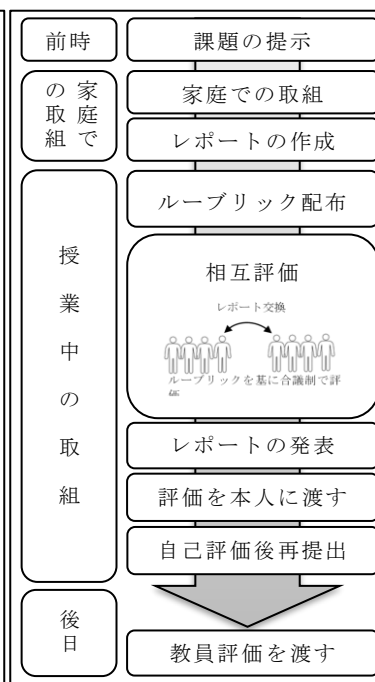 前時
課題の提示
家庭で
の取組
家庭での取組
レポートの作成
授業中の取組
ルーブリック配布
相互評価
レポート交換
ルーブリックを基に合議制で評
価
レポートの発表
評価を本人に渡す
自己評価後再提出
後日
教員評価を渡す